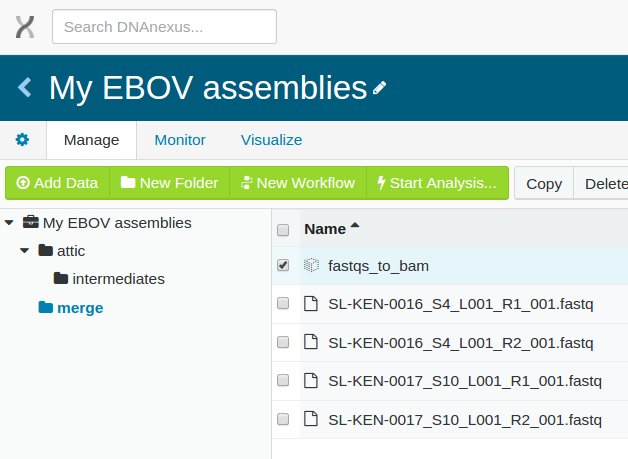 Search DNAnexus...
My EBOV assemblies
Manage Monitor Visualize
Add Data New Folder New Workflow Start Analysis... Copy Delete
My EBOV assemblies
attic
intermediates
merge
Name
fastqs_to_bam
SL-KEN-0016_S4_L001_R1_001.fastq
SL-KEN-0016_S4_L001_R2_001.fastq
SL-KEN-0017_S10_L001_R1_001.fastq
SL-KEN-0017_S10_L001_R2_001.fastq